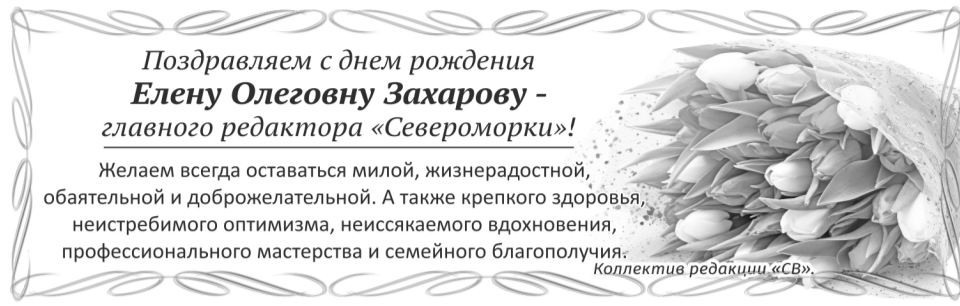 Поздравляем с днем рождения
Елену Олеговну Захарову -
главного редактора «Североморки»!
Желаем всегда оставаться милой, жизнерадостной,
обаятельной и доброжелательной. А также крепкого здоровья,
неистребимого оптимизма, неиссякаемого вдохновения,
профессионального мастерства и семейного благополучия.
Коллектив редакции «СВ».